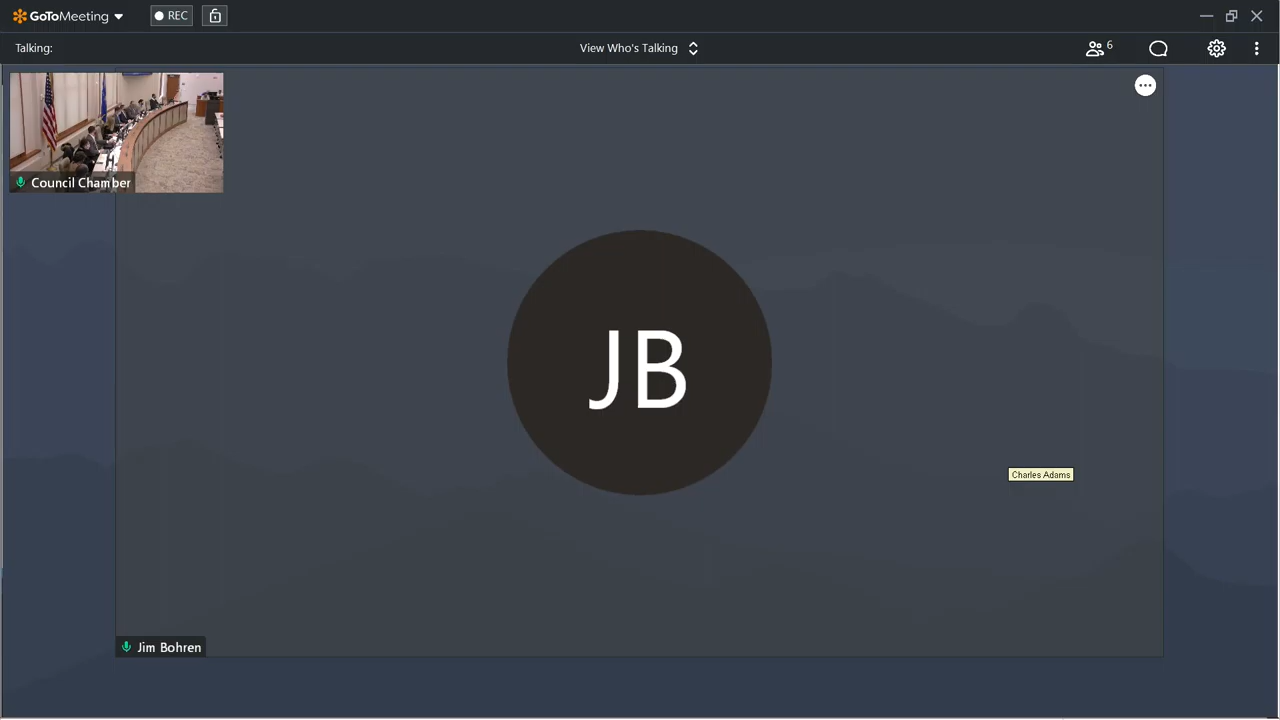 GoToMeeting
REC
Talking:
View Who's Talking
6
Council Chamber
JB
Charles Adams
Jim Bohren